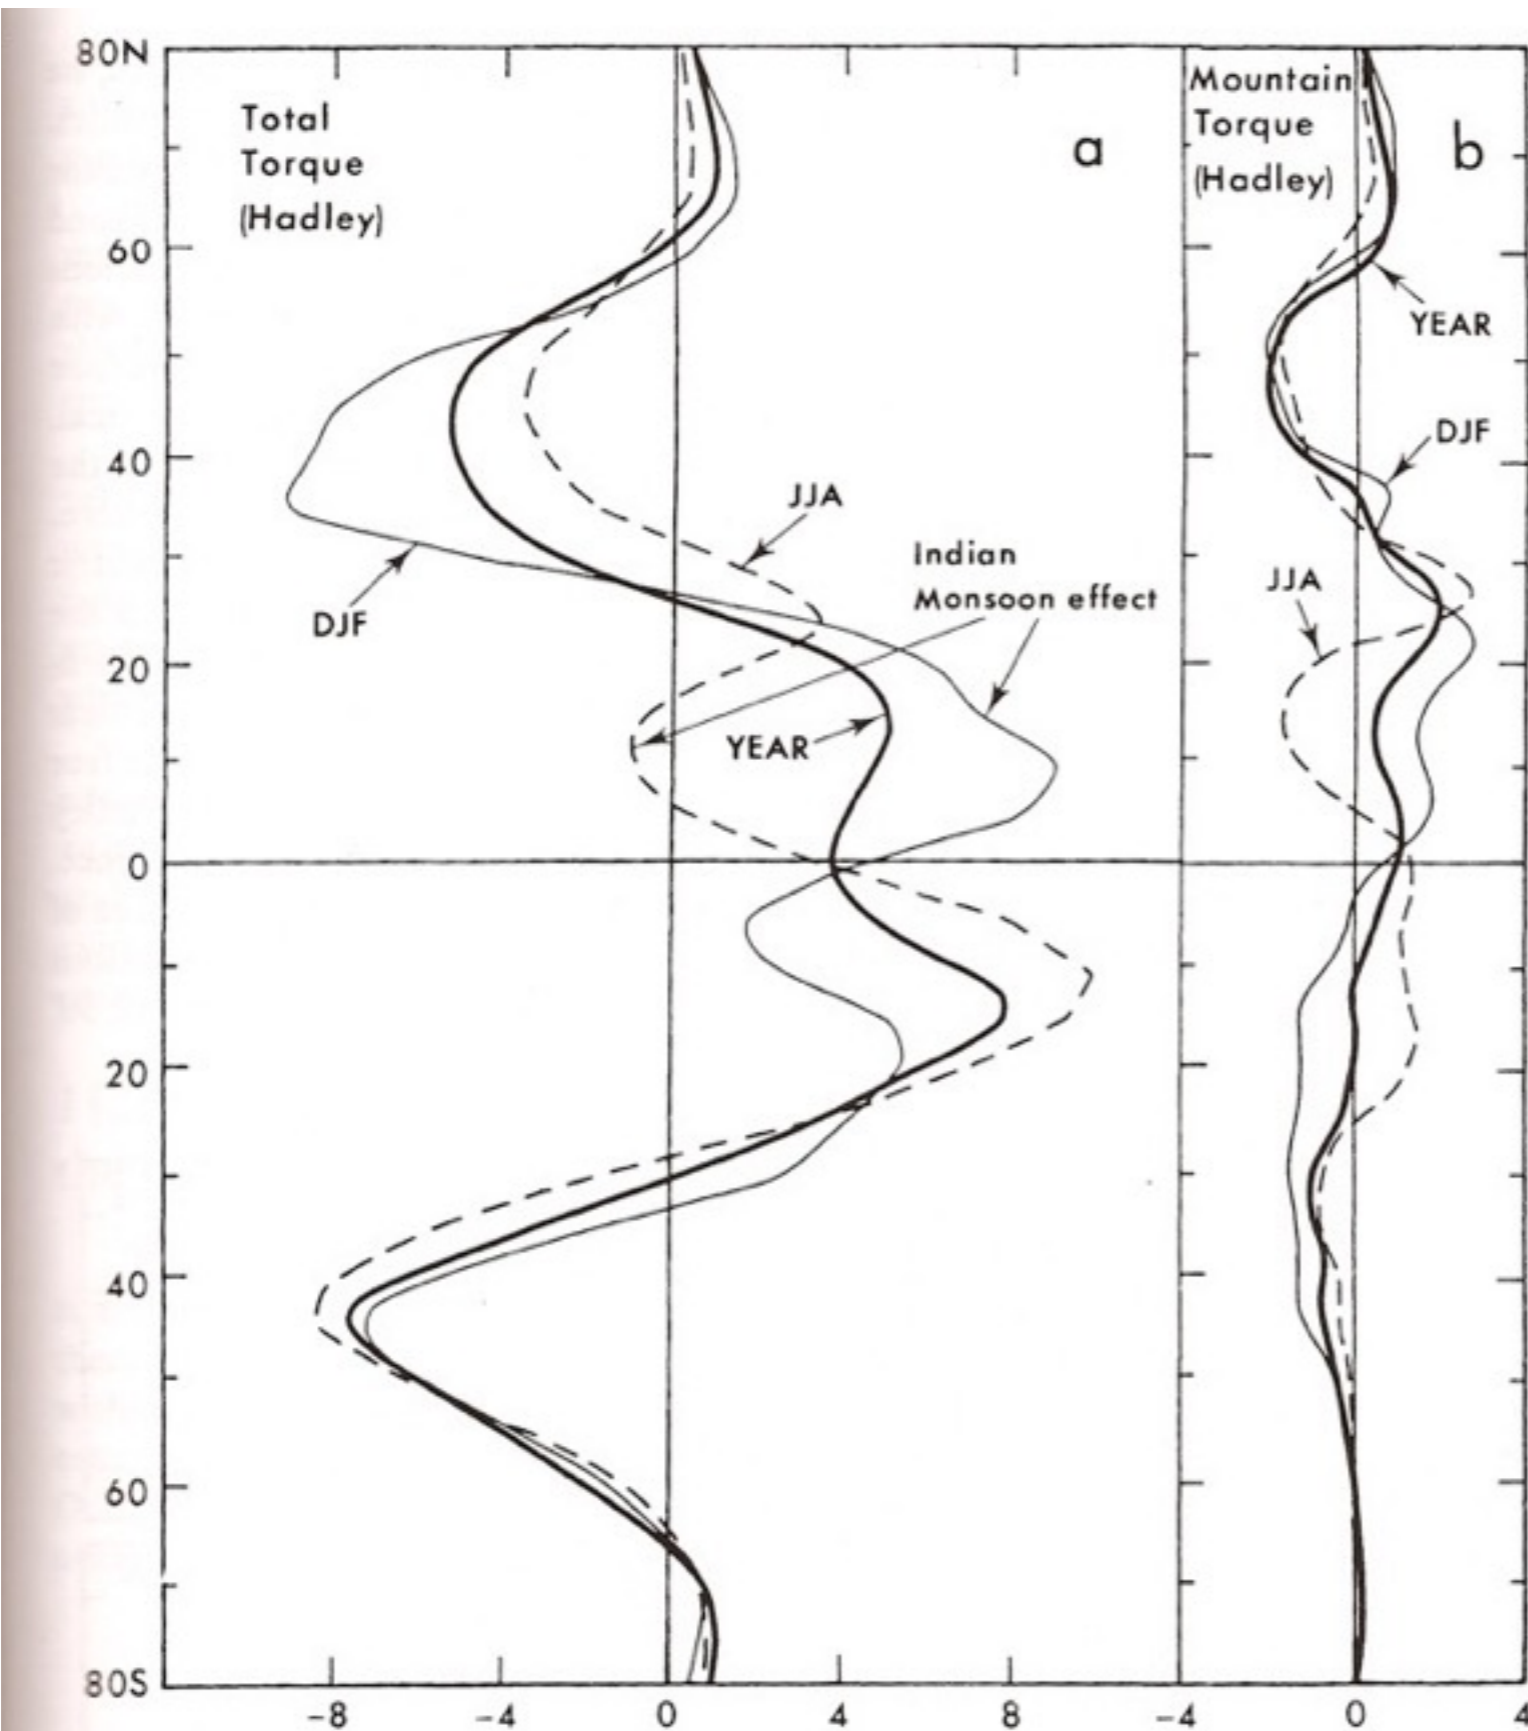 80N
60
40
20
0
20
40
60
80S
Total
Torque
(Hadley)
a
JJA
Indian
Monsoon effect
DJF
YEAR
-8
-4
0
4
8
Mountain
Torque
(Hadley)
b
YEAR
DJF
JJA
-4
0
4